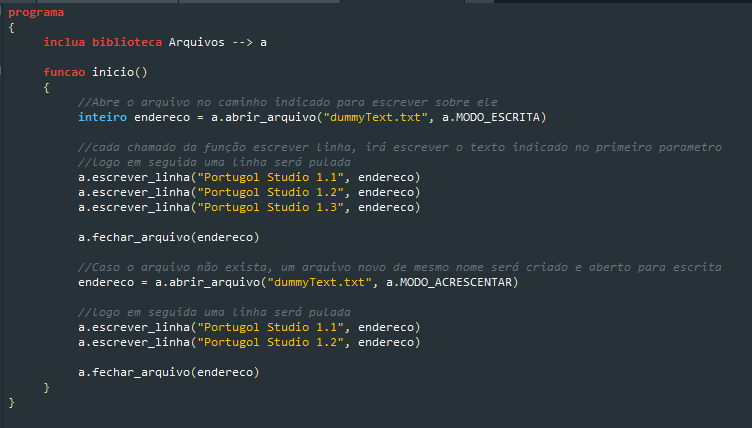 programa
{
inclua biblioteca Arquivos --> a
funcao inicio()
{
//Abre o arquivo no caminho indicado para escrever sobre ele
inteiro endereco = a.abrir_arquivo("dummyText.txt", a.MODO_ESCRITA)
//cada chamado da função escrever linha, irá escrever o texto indicado no primeiro parametro
//logo em seguida uma linha será pulada
a.escrever_linha("Portugol Studio 1.1", endereco)
a.escrever_linha("Portugol Studio 1.2", endereco)
a.escrever_linha("Portugol Studio 1.3", endereco)
a.fechar_arquivo(endereco)
//Caso o arquivo não exista, um arquivo novo de mesmo nome será criado e aberto para escrita
endereco = a.abrir_arquivo("dummyText.txt", a.MODO_ACRESCENTAR)
//logo em seguida uma linha será pulada
a.escrever_linha("Portugol Studio 1.1", endereco)
a.escrever_linha("Portugol Studio 1.2", endereco)
a.fechar_arquivo(endereco)
}
}